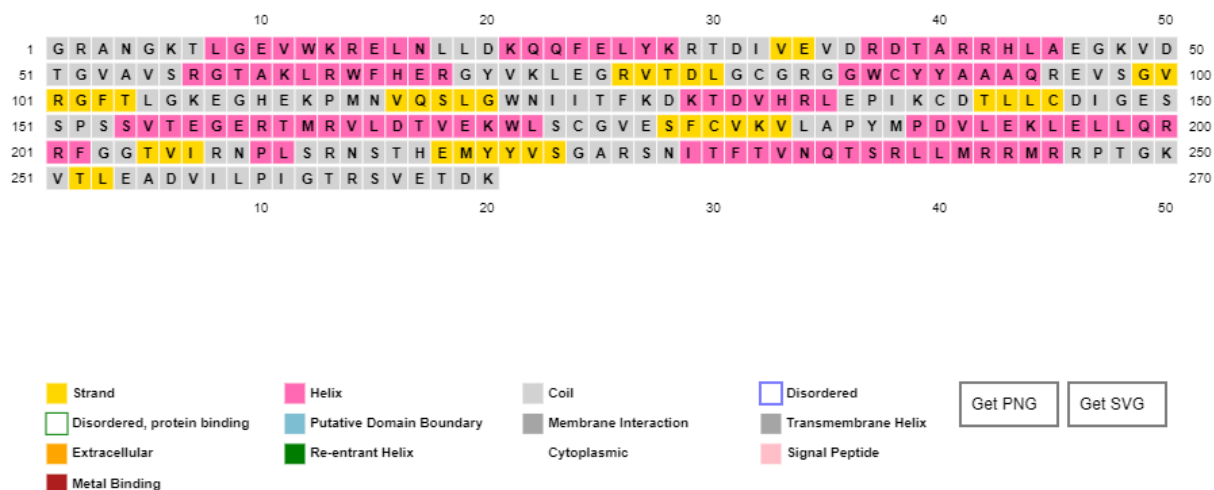 10 20 30 40 50
1 G R A N G K T L G E V W K R E L N L L D K Q Q F E L Y K R T D I V E V D R D T A R R H L A E G K V D 50
51 T G V A V S R G T A K L R W F H E R G Y V K L E G R V T D L G C G R G G W C Y Y A A A Q R E V S G V 100
101 R G F T L G K E G H E K P M N V Q S L G W N I I T F K D K T D V H R L E P I K C D T L L C D I G E S 150
151 S P S S V T E G E R T M R V L D T V E K W L S C G V E S F C V K V L A P Y M P D V L E K L E L L Q R 200
201 R F G G T V I R N P L S R N S T H E M Y Y V S G A R S N I T F T V N Q T S R L L M R R M R R P T G K 250
251 V T L E A D V I L P I G T R S V E T D K 270
10 20 30 40 50
Strand Helix Coil Disordered Get PNG Get SVG
Disordered, protein binding Putative Domain Boundary Membrane Interaction Transmembrane Helix
Extracellular Re-entrant Helix Cytoplasmic Signal Peptide
Metal Binding